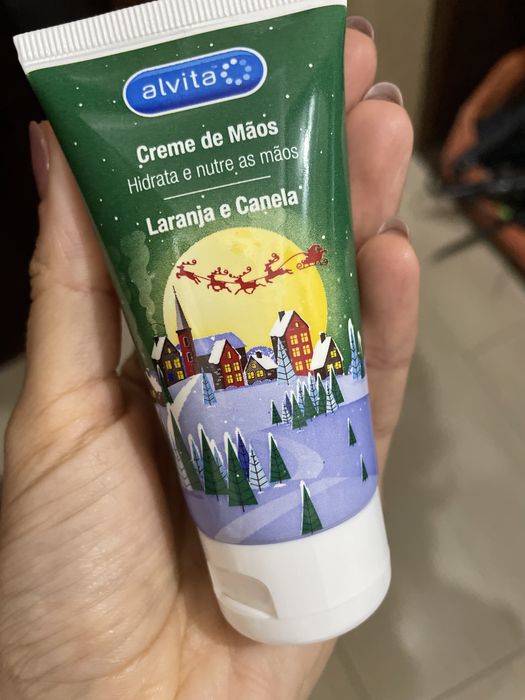 alvita
Creme de Mãos
Hidrata e nutre as mãos
Laranja e Canela